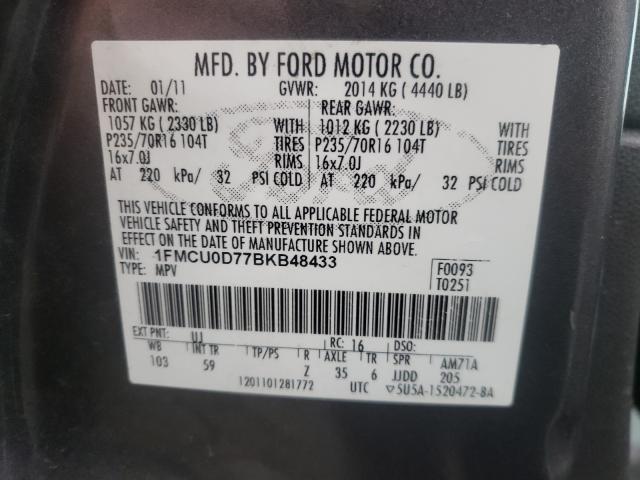 MFD. BY FORD MOTOR CO.
DATE: 01/11 GVWR: 2014 KG ( 4440 LB)
FRONT GAWR: REAR GAWR:
1057 KG ( 2330 LB) WITH 1012 KG ( 2230 LB) WITH
P235/70R16 104T TIRES P235/70R16 104T TIRES
16x7.0J RIMS 16x7.0J RIMS
AT 220 kPa/ 32 PSI COLD AT 220 kPa/ 32 PSI COLD
THIS VEHICLE CONFORMS TO ALL APPLICABLE FEDERAL MOTOR
VEHICLE SAFETY AND THEFT PREVENTION STANDARDS IN
EFFECT ON THE DATE OF MANUFACTURE SHOWN ABOVE.
VIN: 1FMCU0D77BKB48433
TYPE: MPV
F0093
T0251
EXT PNT: UJ RC: 16 DSO:
WB INT TR TP/PS R AXLE TR SPR AM71A
103 59 Z 35 6 JJDD 205
1201101281772 UTC ▽5U5A-1520472-BA